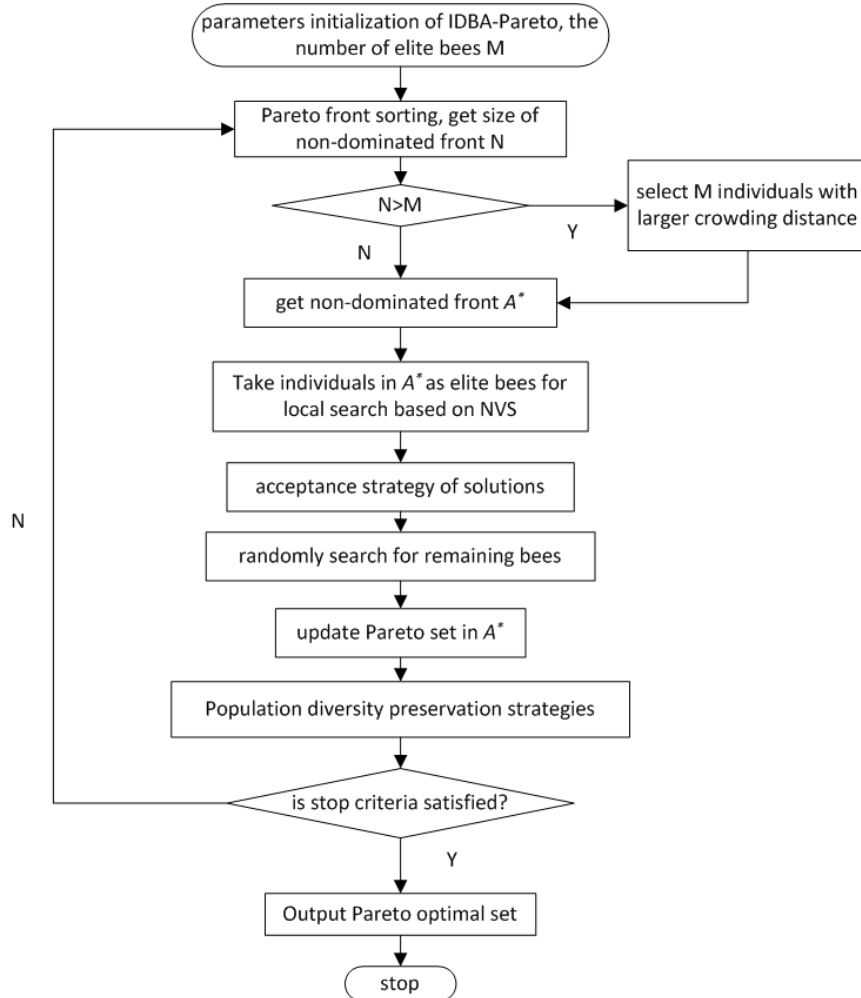 parameters initialization of IDBA-Pareto, the
number of elite bees M
Pareto front sorting, get size of
non-dominated front N
N>M
select M individuals with
larger crowding distance
Y
N
get non-dominated front A*
Take individuals in A* as elite bees for
local search based on NVS
acceptance strategy of solutions
N
randomly search for remaining bees
update Pareto set in A*
Population diversity preservation strategies
is stop criteria satisfied?
Y
Output Pareto optimal set
stop